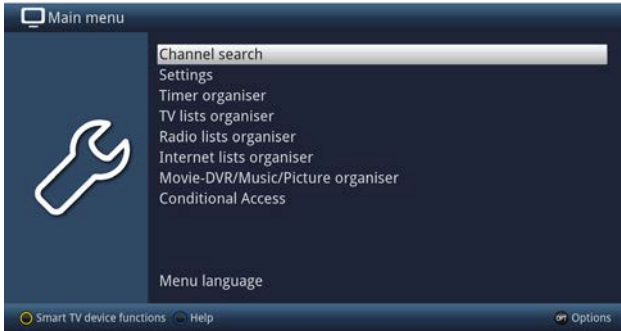 Main menu
Channel search
Settings
Timer organiser
TV lists organiser
Radio lists organiser
Internet lists organiser
Movie-DVR/Music/Picture organiser
Conditional Access
Menu language
Smart TV device functions Help OPT Options